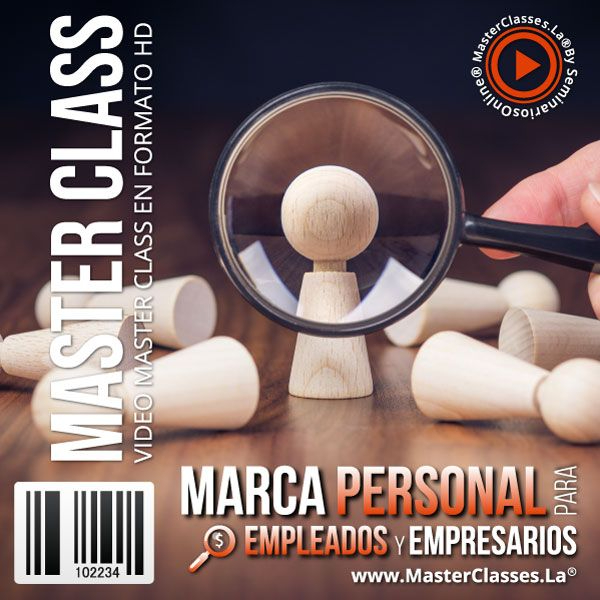 MasterClasses.La® By SeminariosOnline®
MASTER CLASS
VIDEO MASTER CLASS EN FORMATO HD
MARCA PERSONAL PARA
$ EMPLEADOS Y EMPRESARIOS
102234
www.MasterClasses.La®